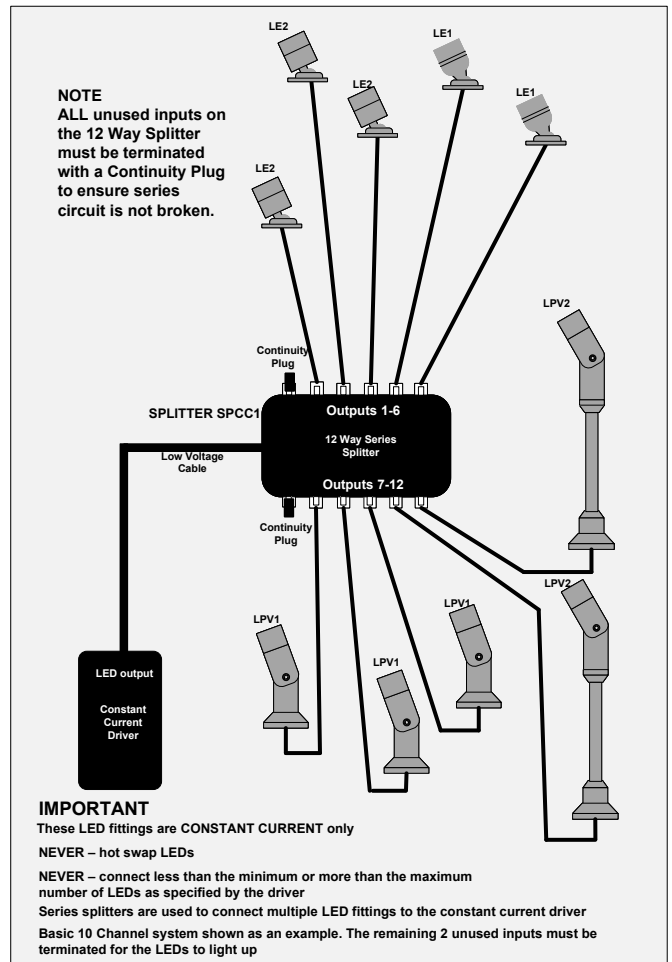 LE2
LE1
NOTE
ALL unused inputs on
the 12 Way Splitter
must be terminated
with a Continuity Plug
to ensure series
circuit is not broken.
LE2
LE1
LE2
LPV2
Continuity
Plug
SPLITTER SPCC1
Outputs 1-6
12 Way Series
Splitter
Low Voltage
Cable
Outputs 7-12
Continuity
Plug
LPV2
LPV1
LPV1
LPV1
LED output
Constant
Current
Driver
IMPORTANT
These LED fittings are CONSTANT CURRENT only
NEVER – hot swap LEDs
NEVER – connect less than the minimum or more than the maximum
number of LEDs as specified by the driver
Series splitters are used to connect multiple LED fittings to the constant current driver
Basic 10 Channel system shown as an example. The remaining 2 unused inputs must be
terminated for the LEDs to light up